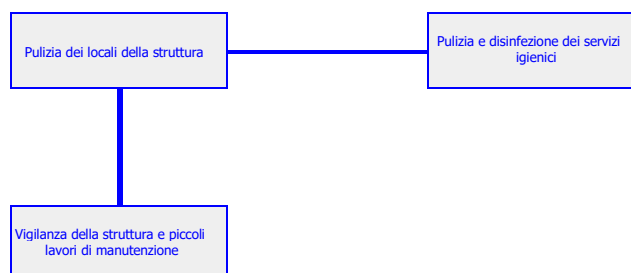 Pulizia dei locali della struttura
Pulizia e disinfezione dei servizi
igienici
Vigilanza della struttura e piccoli
lavori di manutenzione